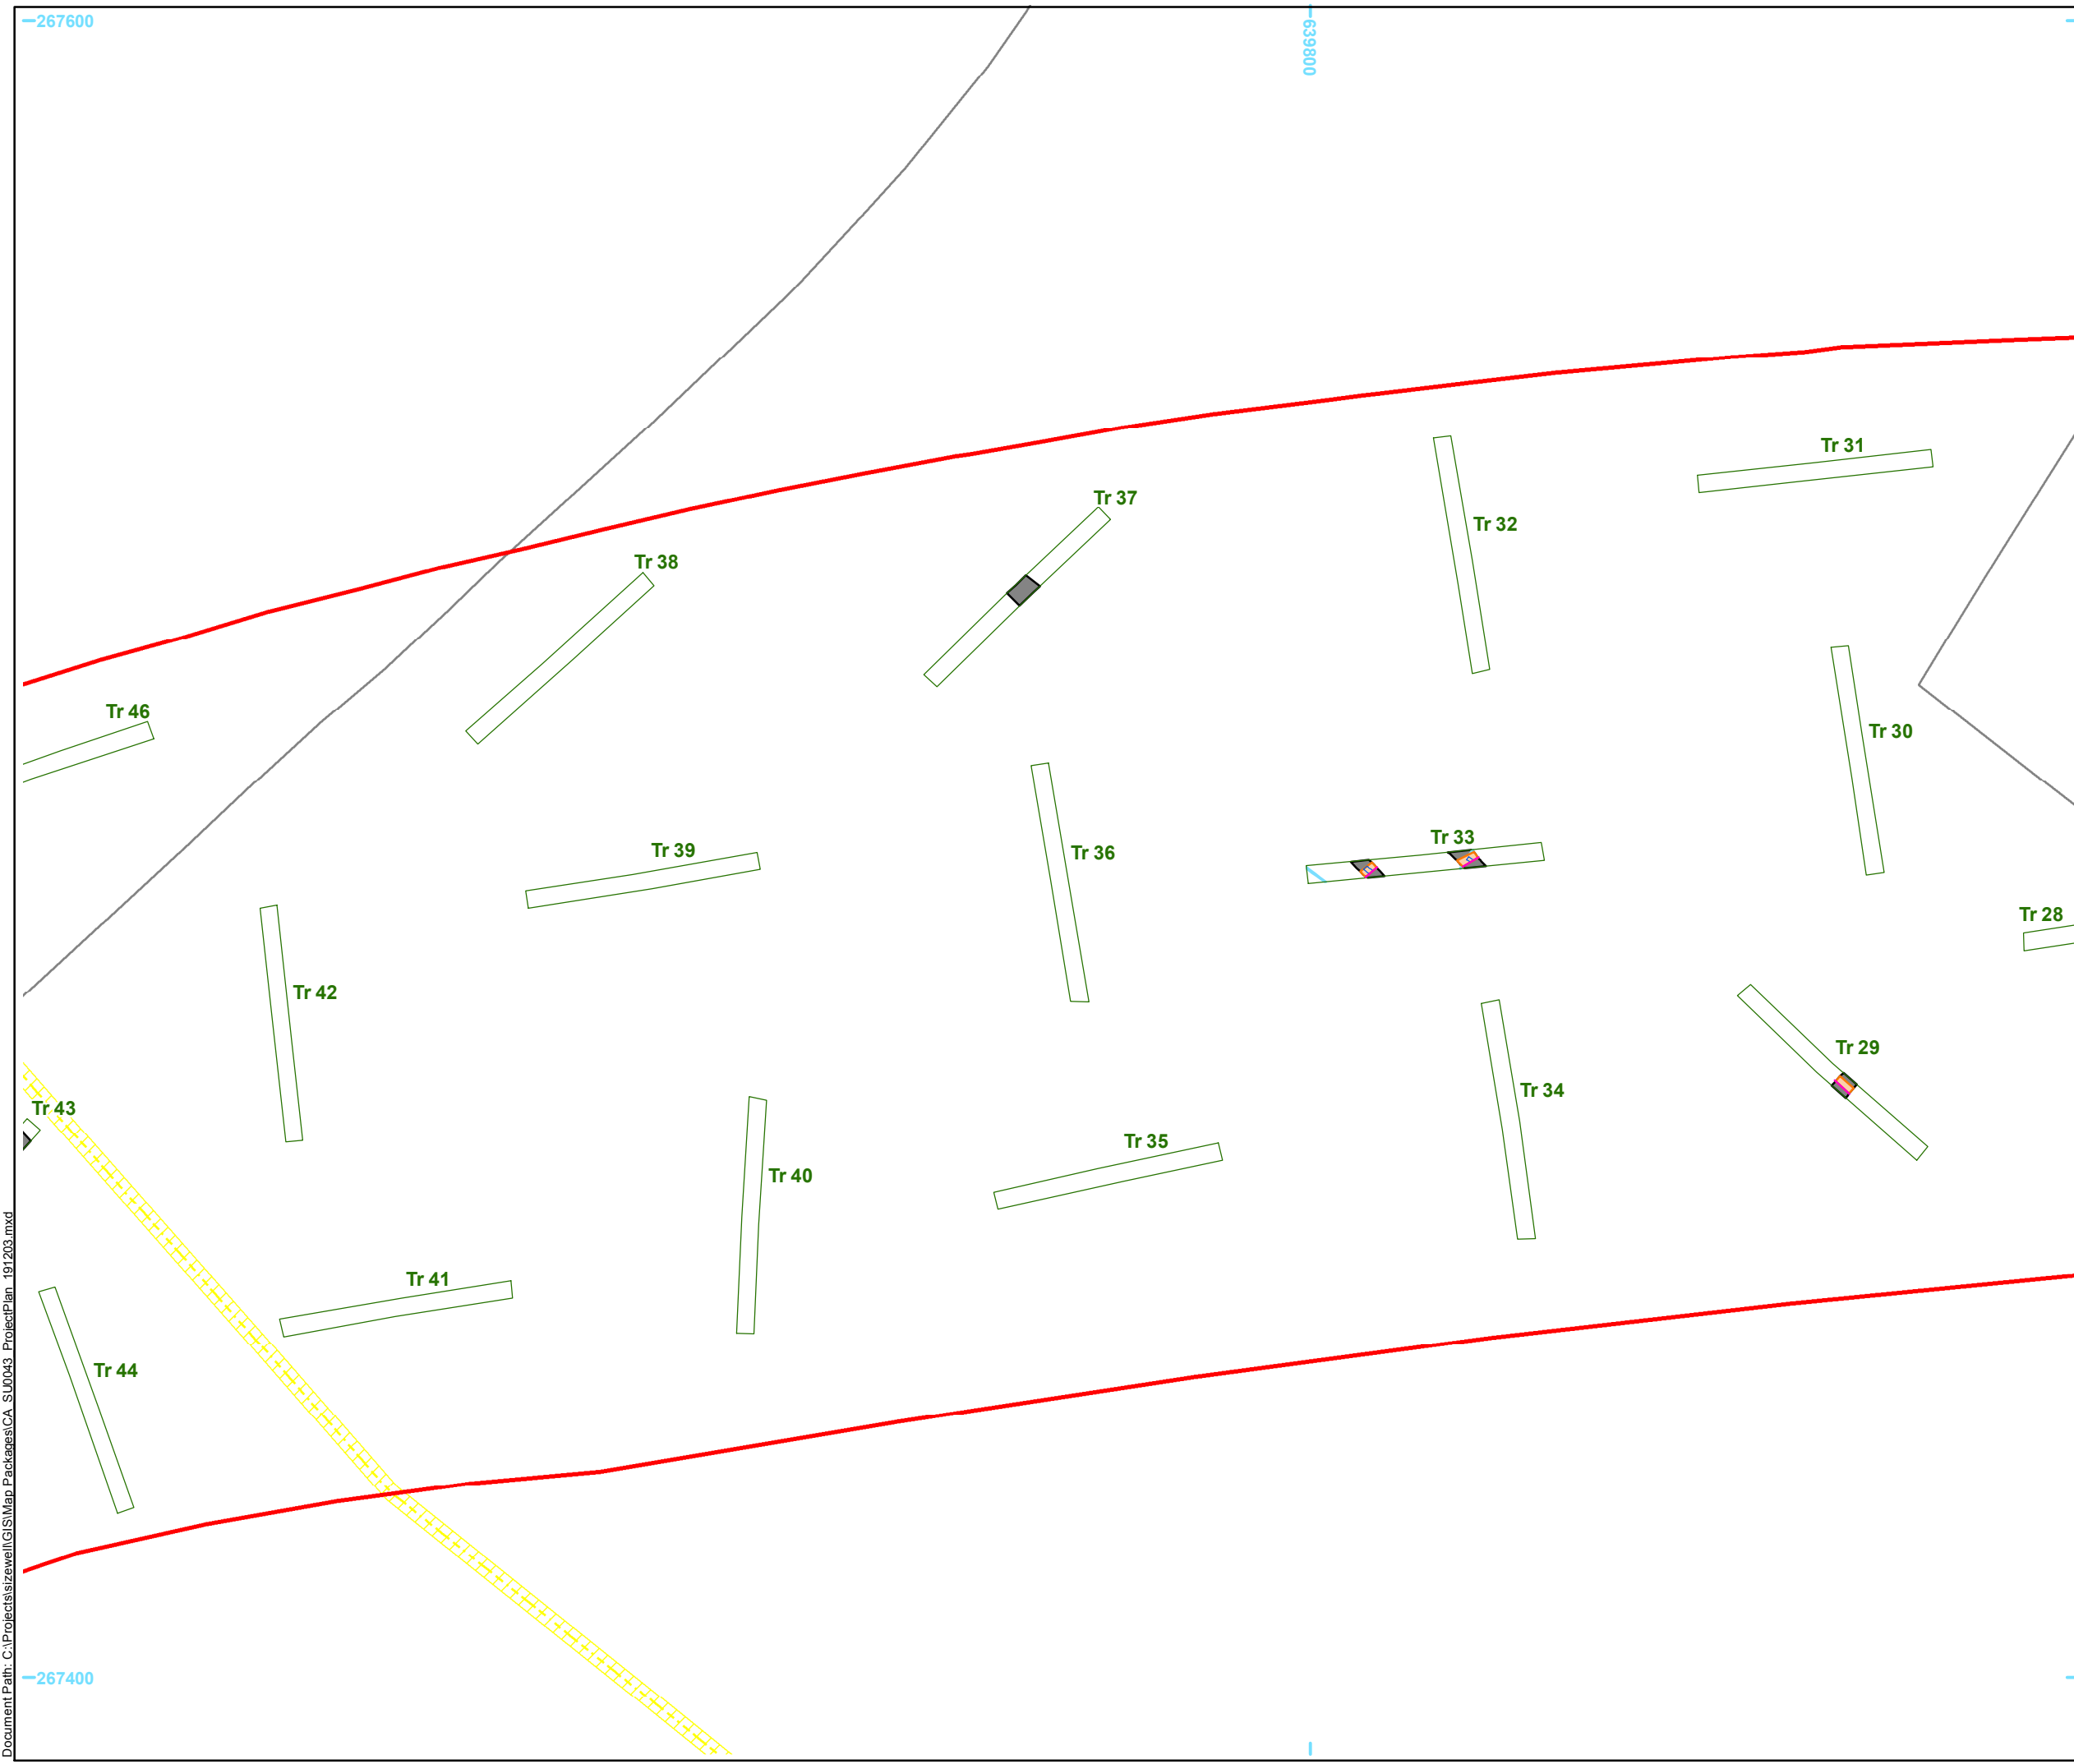 267600
639800
Tr 31
Tr 37
Tr 32
Tr 38
Tr 46
Tr 30
Tr 33
Tr 39
Tr 36
Tr 28
Tr 42
Tr 29
Tr 34
Tr 43
Tr 35
Tr 40
Tr 41
Tr 44
267400
Document Path: C:\Projects\sizewell\GIS\Map Packages\CA_SU0043_ProjectPlan_191203.mxd